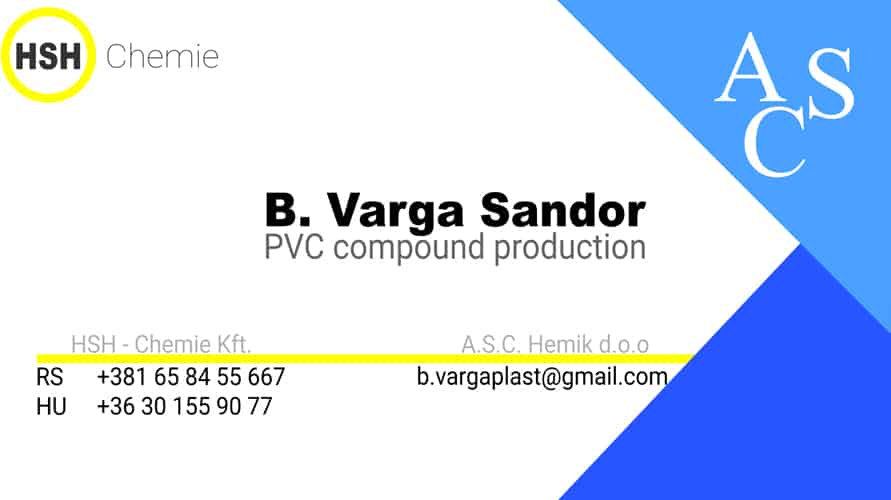 HSH Chemie
A S
C
B. Varga Sandor
PVC compound production
HSH - Chemie Kft. A.S.C. Hemik d.o.o
RS +381 65 84 55 667 b.vargaplast@gmail.com
HU +36 30 155 90 77